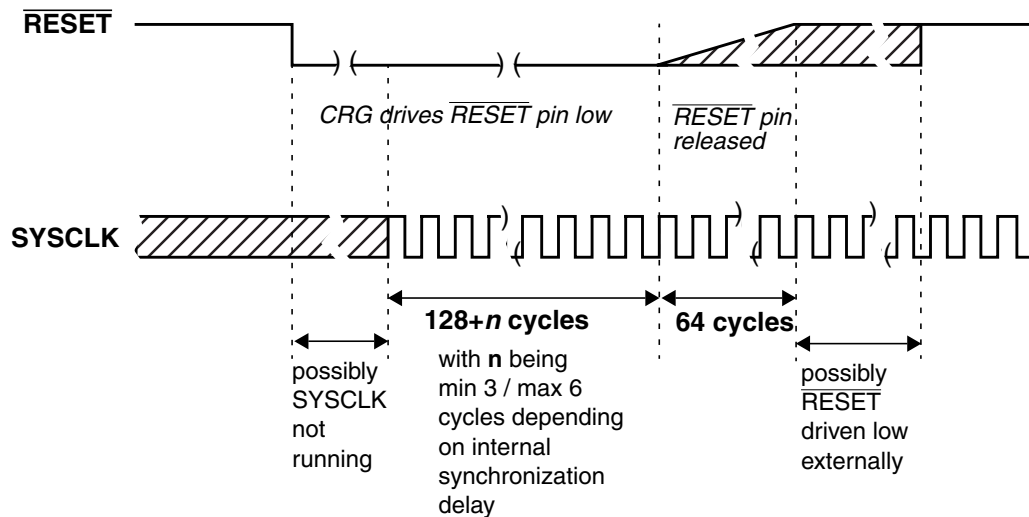 RESET
CRG drives RESET pin low
RESET pin
released
SYSCLK
128+n cycles
64 cycles
with n being
min 3 / max 6
cycles depending
on internal
synchronization
delay
possibly
SYSCLK
not
running
possibly
RESET
driven low
externally